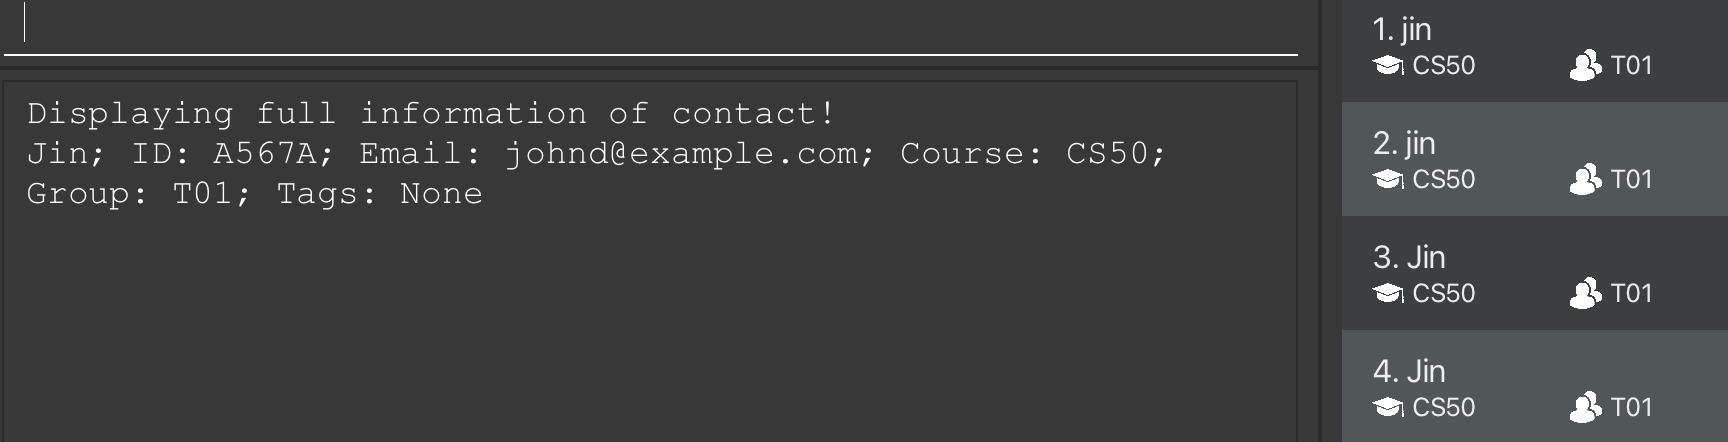 Displaying full information of contact!
Jin; ID: A567A; Email: johnd@example.com; Course: CS50;
Group: T01; Tags: None
1. jin
CS50 T01
2. jin
CS50 T01
3. Jin
CS50 T01
4. Jin
CS50 T01